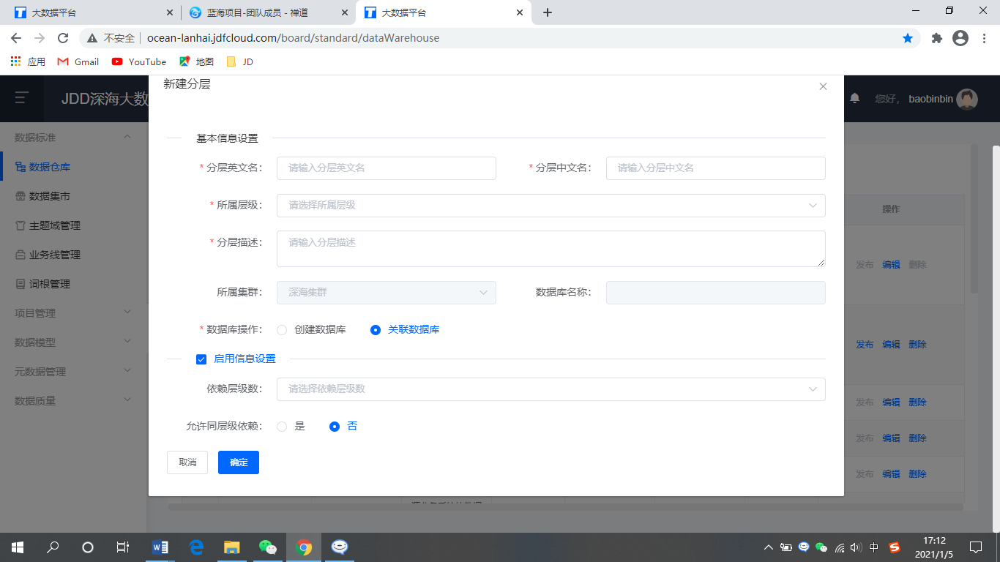 大数据平台
蓝海项目-团队成员 - 禅道
大数据平台
不安全
ocean-lanhai.jdfcloud.com/board/standard/dataWarehouse
应用
Gmail
YouTube
地图
JD
新建分层
JDD深海大数
您好, baobinbin
数据标准
数据仓库
数据集市
主题域管理
业务线管理
词根管理
项目管理
数据模型
元数据管理
数据质量
基本信息设置
* 分层英文名: 请输入分层英文名
* 分层中文名: 请输入分层中文名
* 所属层级: 请选择所属层级
* 分层描述: 请输入分层描述
所属集群: 深海集群
数据库名称:
* 数据库操作: 创建数据库 关联数据库
启用信息设置
依赖层级数: 请选择依赖层级数
允许同层级依赖: 是 否
取消 确定
操作
发布 编辑 删除
发布 编辑 删除
发布 编辑 删除
发布 编辑 删除
发布 编辑 删除
中
17:12
2021/1/5